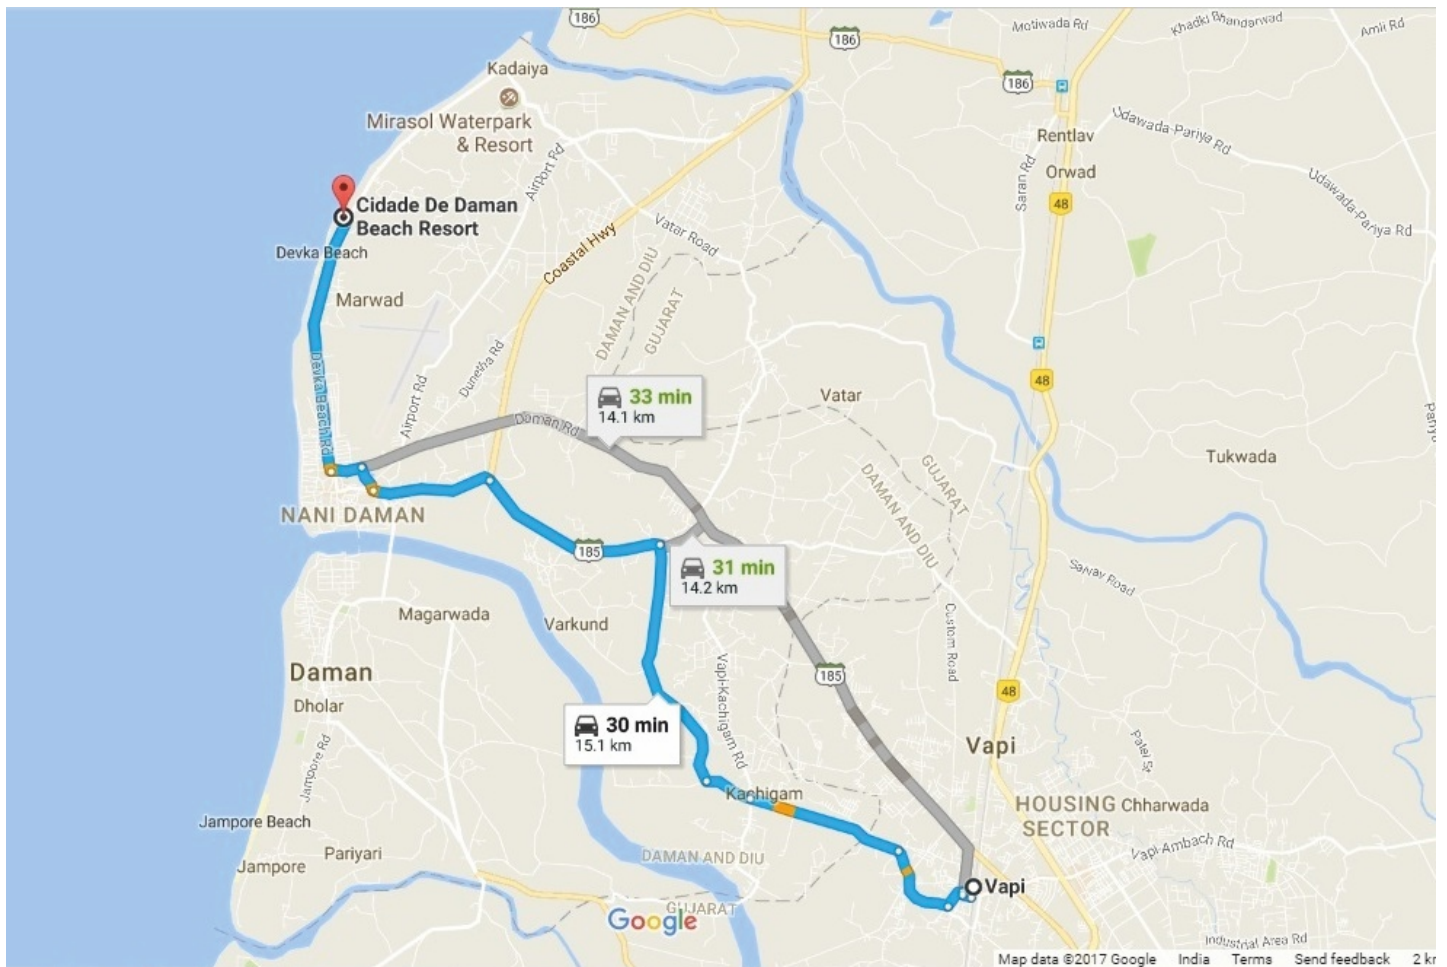 186
186
186
Motiwada Rd
Khadki Bhandarwad
Amli Rd
Kadaiya
Mirasol Waterpark
& Resort
Airport Rd
Rentlav
Udawada-Pariya Rd
Orwad
Saran Rd
Udawada-Pariya Rd
48
Cidade De Daman
Beach Resort
Devka Beach
Vatar Road
Coastal Hwy
Marwad
DAMAN AND DIU
GUJARAT
Dunetha Rd
Devka Beach Rd
Airport Rd
48
33 min
14.1 km
Daman Rd
Vatar
Tukwada
GUJARAT
DAMAN AND DIU
NANI DAMAN
185
31 min
14.2 km
Magarwada
Varkund
Custom Road
Daman
Dholar
Vapi-Kachigam Rd
185
48
30 min
15.1 km
Vapi
Jampore Rd
Kachigam
HOUSING
SECTOR
Chharwada
Jampore Beach
Vapi-Ambach Rd
Pariyari
Jampore
DAMAN AND DIU
Vapi
GUJARAT
Google
Industrial Area Rd
Map data ©2017 Google India Terms Send feedback